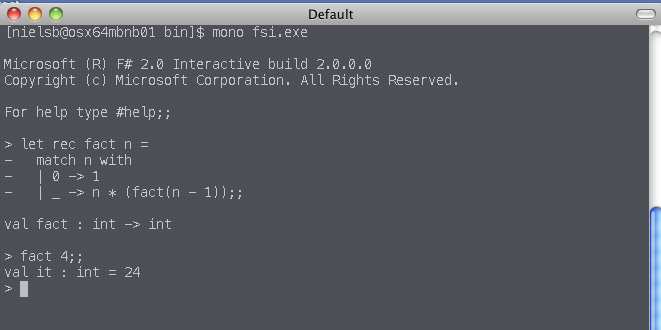 Default
[nielsb@osx64mbnb01 bin]$ mono fsi.exe
Microsoft (R) F# 2.0 Interactive build 2.0.0.0
Copyright (c) Microsoft Corporation. All Rights Reserved.
For help type #help;;
> let rec fact n =
-   match n with
-   | 0 -> 1
-   | _ -> n * (fact(n - 1));;
val fact : int -> int
> fact 4;;
val it : int = 24
>